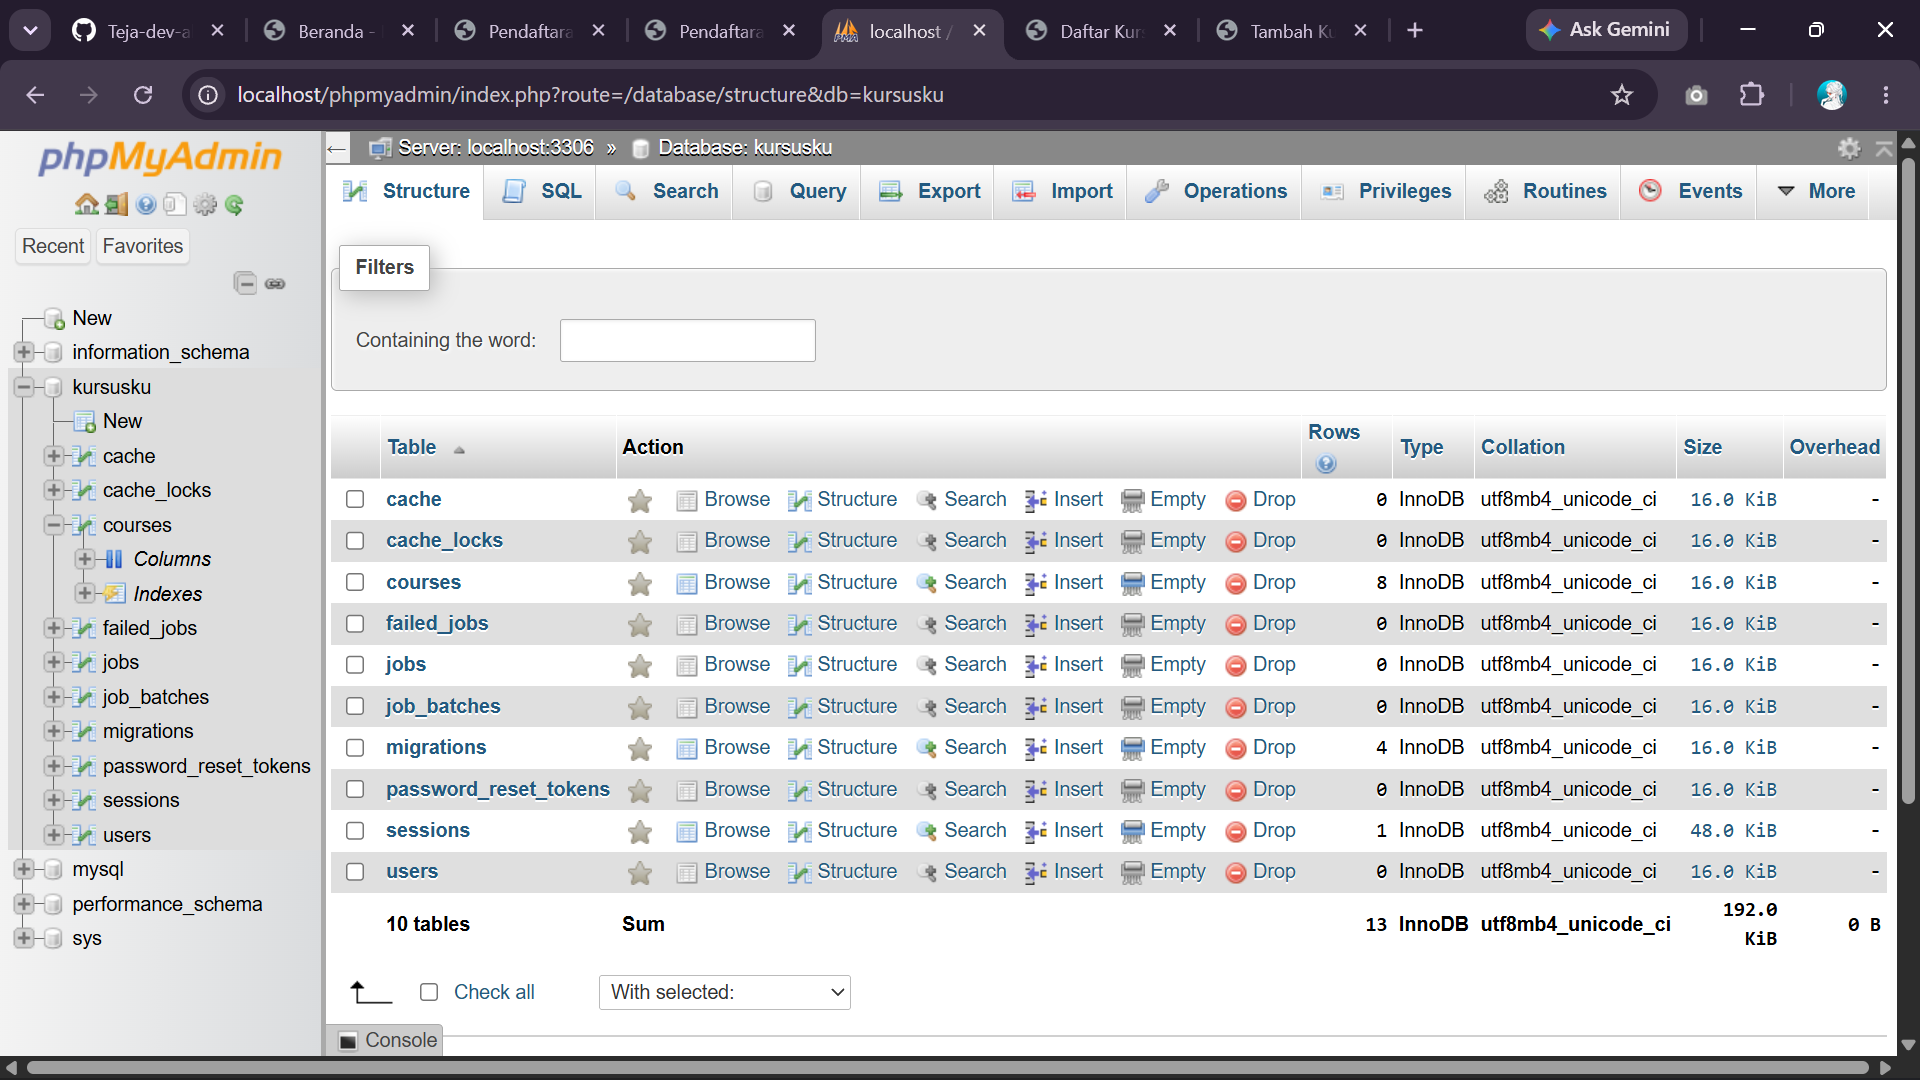 Teja-dev-a
Beranda -
Pendaftara
Pendaftara
localhost /
Daftar Kur
Tambah Ku
Ask Gemini
localhost/phpmyadmin/index.php?route=/database/structure&db=kursusku
phpMyAdmin
Recent Favorites
New
information_schema
kursusku
New
cache
cache_locks
courses
Columns
Indexes
failed_jobs
jobs
job_batches
migrations
password_reset_tokens
sessions
users
mysql
performance_schema
sys
Server: localhost:3306 » Database: kursusku
Structure SQL Search Query Export Import Operations Privileges Routines Events More
Filters
Containing the word:
Table Action Rows Type Collation Size Overhead
cache Browse Structure Search Insert Empty Drop 0 InnoDB utf8mb4_unicode_ci 16.0 KiB -
cache_locks Browse Structure Search Insert Empty Drop 0 InnoDB utf8mb4_unicode_ci 16.0 KiB -
courses Browse Structure Search Insert Empty Drop 8 InnoDB utf8mb4_unicode_ci 16.0 KiB -
failed_jobs Browse Structure Search Insert Empty Drop 0 InnoDB utf8mb4_unicode_ci 16.0 KiB -
jobs Browse Structure Search Insert Empty Drop 0 InnoDB utf8mb4_unicode_ci 16.0 KiB -
job_batches Browse Structure Search Insert Empty Drop 0 InnoDB utf8mb4_unicode_ci 16.0 KiB -
migrations Browse Structure Search Insert Empty Drop 4 InnoDB utf8mb4_unicode_ci 16.0 KiB -
password_reset_tokens Browse Structure Search Insert Empty Drop 0 InnoDB utf8mb4_unicode_ci 16.0 KiB -
sessions Browse Structure Search Insert Empty Drop 1 InnoDB utf8mb4_unicode_ci 48.0 KiB -
users Browse Structure Search Insert Empty Drop 0 InnoDB utf8mb4_unicode_ci 16.0 KiB -
10 tables Sum 13 InnoDB utf8mb4_unicode_ci 192.0 KiB 0 B
Check all With selected:
Console